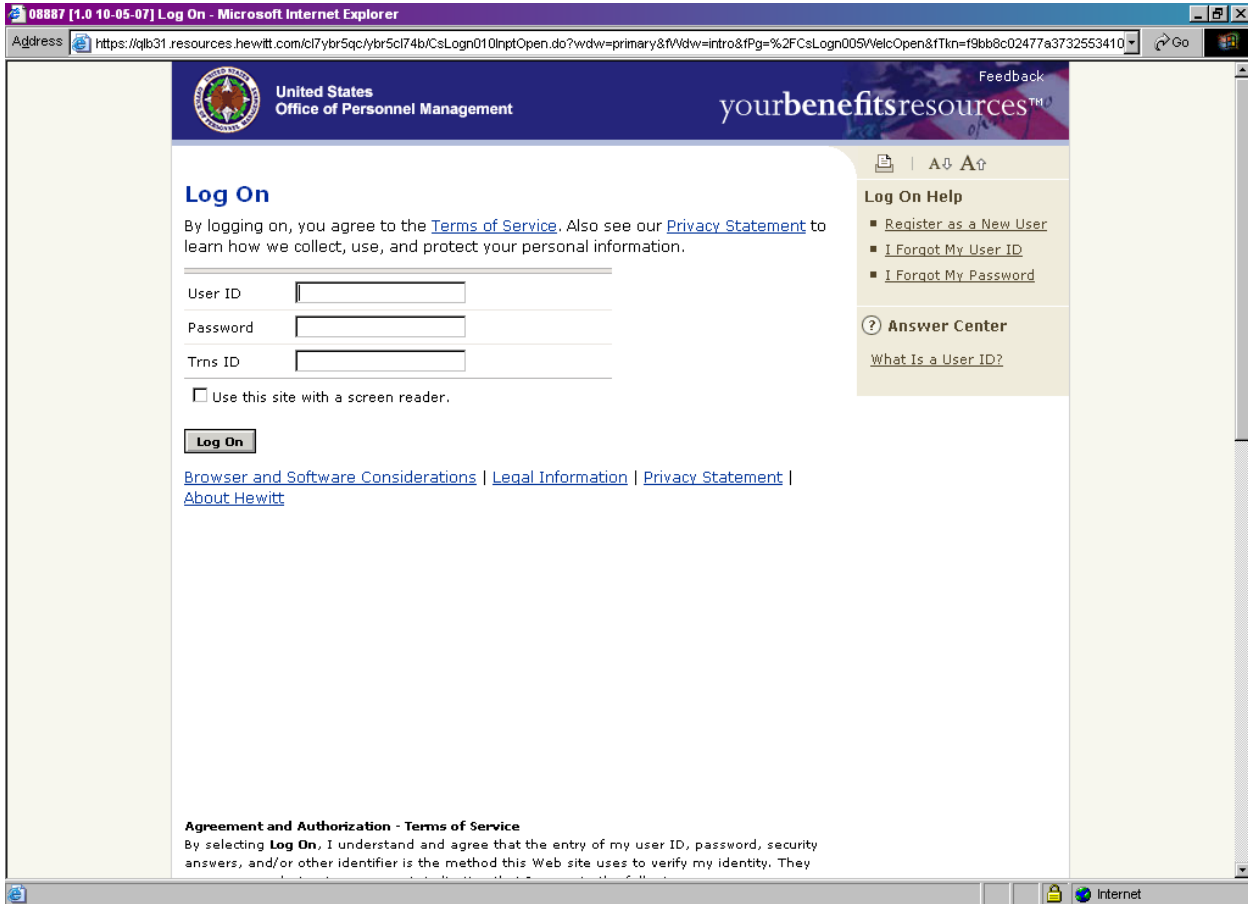 08887 [1.0 10-05-07] Log On - Microsoft Internet Explorer
Address https://qlb31.resources.hewitt.com/cl7ybr5qc/ybr5cl74b/CsLogn010InptOpen.do?wdw=primary&fWdw=intro&fPg=%2FCsLogn005WelcOpen&fTkn=f9bb8c02477a3732553410 Go
Feedback
United States
Office of Personnel Management
yourbenefitsresources™
A A
Log On
By logging on, you agree to the Terms of Service. Also see our Privacy Statement to
learn how we collect, use, and protect your personal information.
User ID
Password
Trns ID
Use this site with a screen reader.
Log On
Browser and Software Considerations | Legal Information | Privacy Statement |
About Hewitt
Log On Help
Register as a New User
I Forgot My User ID
I Forgot My Password
? Answer Center
What Is a User ID?
Agreement and Authorization - Terms of Service
By selecting Log On, I understand and agree that the entry of my user ID, password, security
answers, and/or other identifier is the method this Web site uses to verify my identity. They
Internet